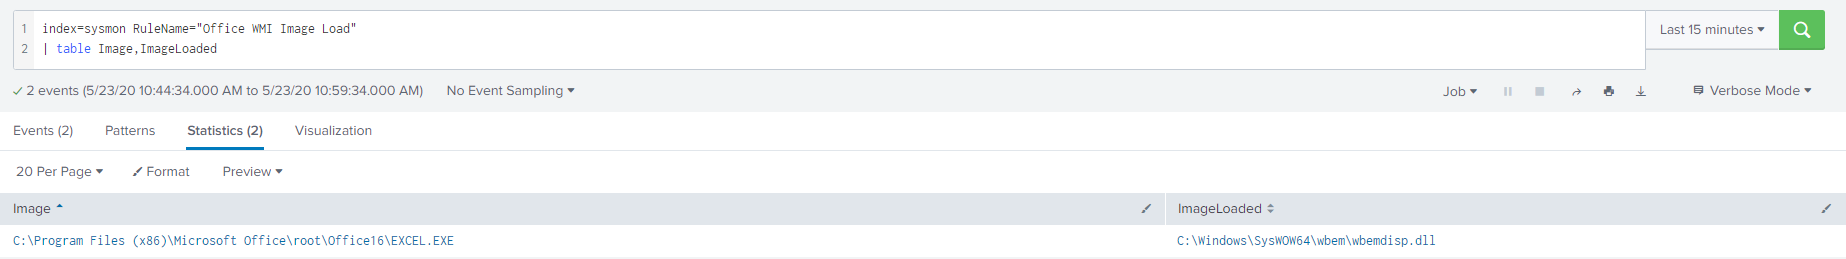 1 index=sysmon RuleName="Office WMI Image Load"
2 | table Image,ImageLoaded
Last 15 minutes
2 events (5/23/20 10:44:34.000 AM to 5/23/20 10:59:34.000 AM) No Event Sampling Job Verbose Mode
Events (2) Patterns Statistics (2) Visualization
20 Per Page Format Preview
Image ImageLoaded
C:\Program Files (x86)\Microsoft Office\root\Office16\EXCEL.EXE C:\Windows\SysWOW64\wbem\wbemdisp.dll